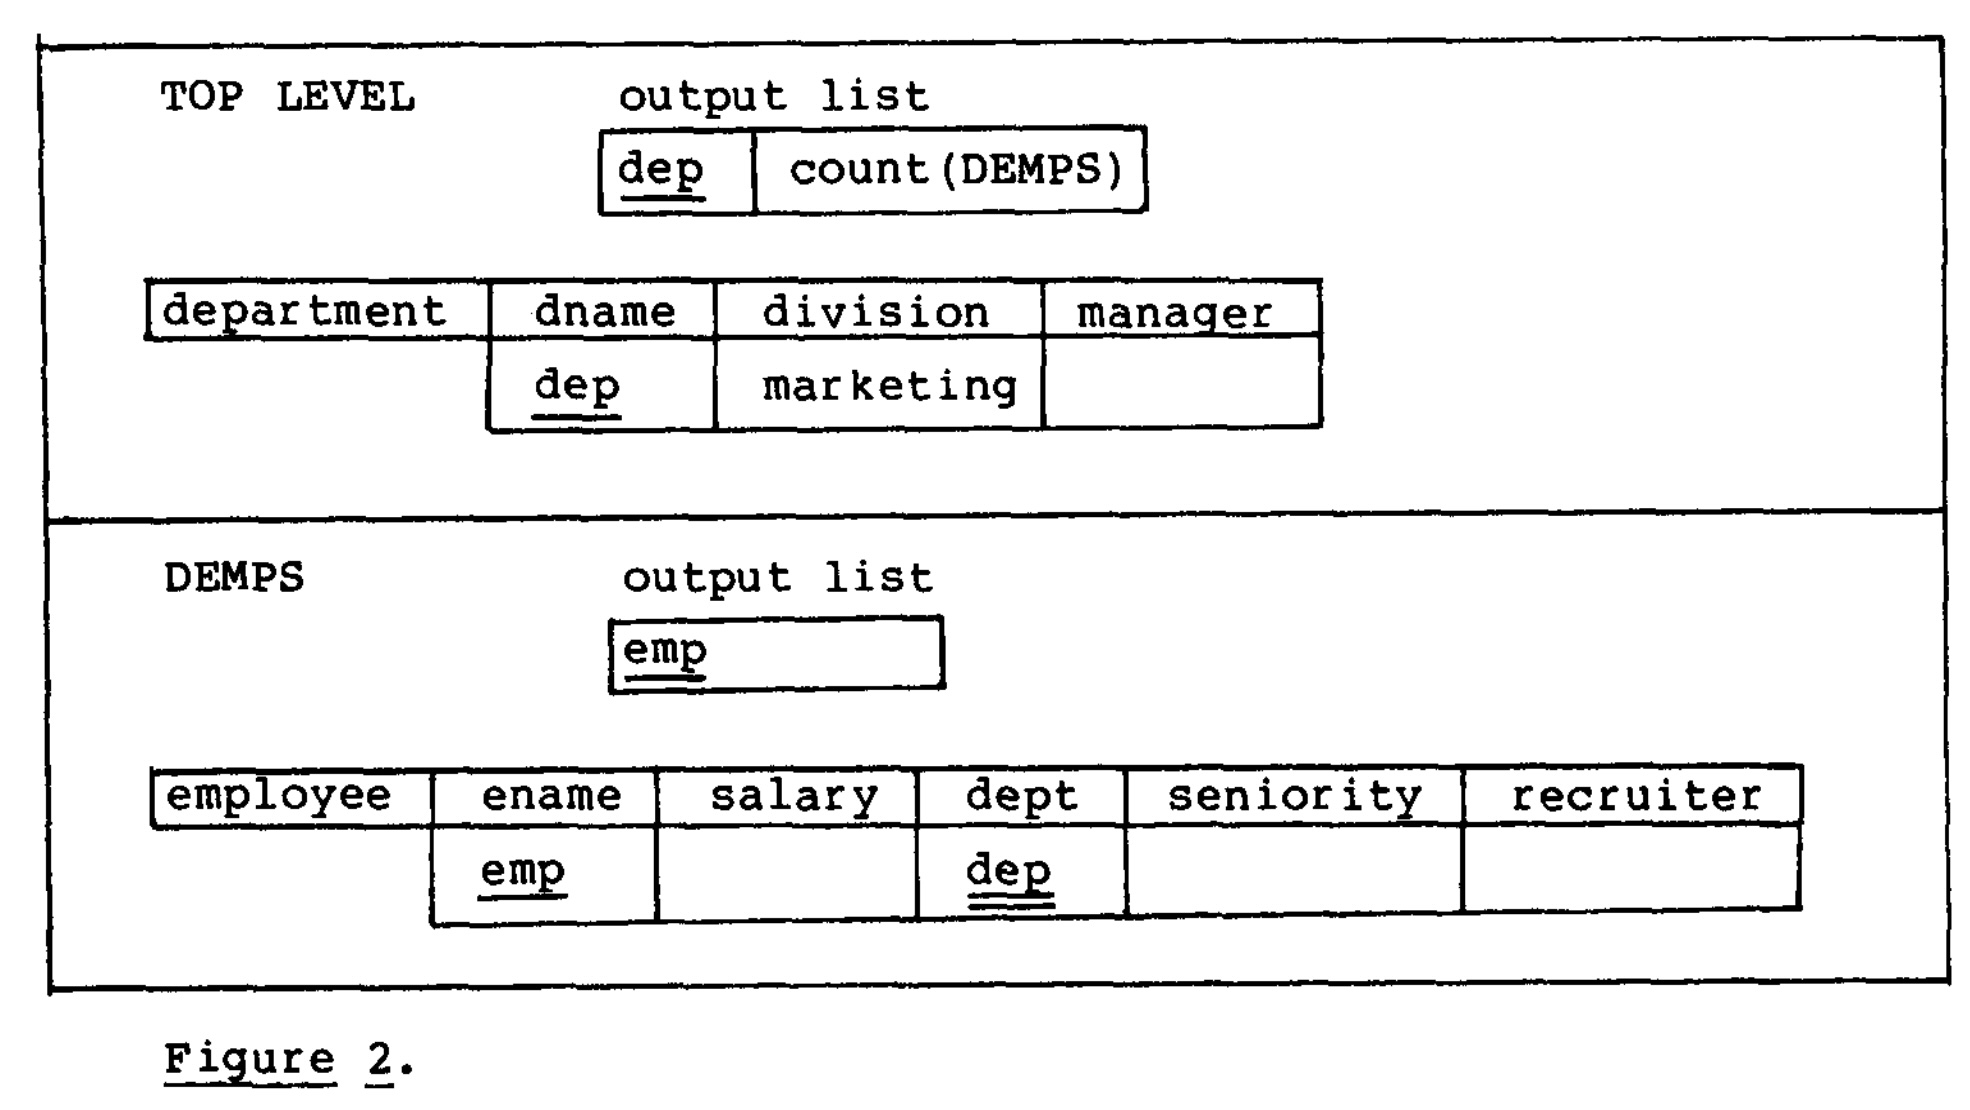 TOP LEVEL output list
dep count(DEMPS)
department dname division manager
dep marketing
DEMPS output list
emp
employee ename salary dept seniority recruiter
emp dep
Figure 2.